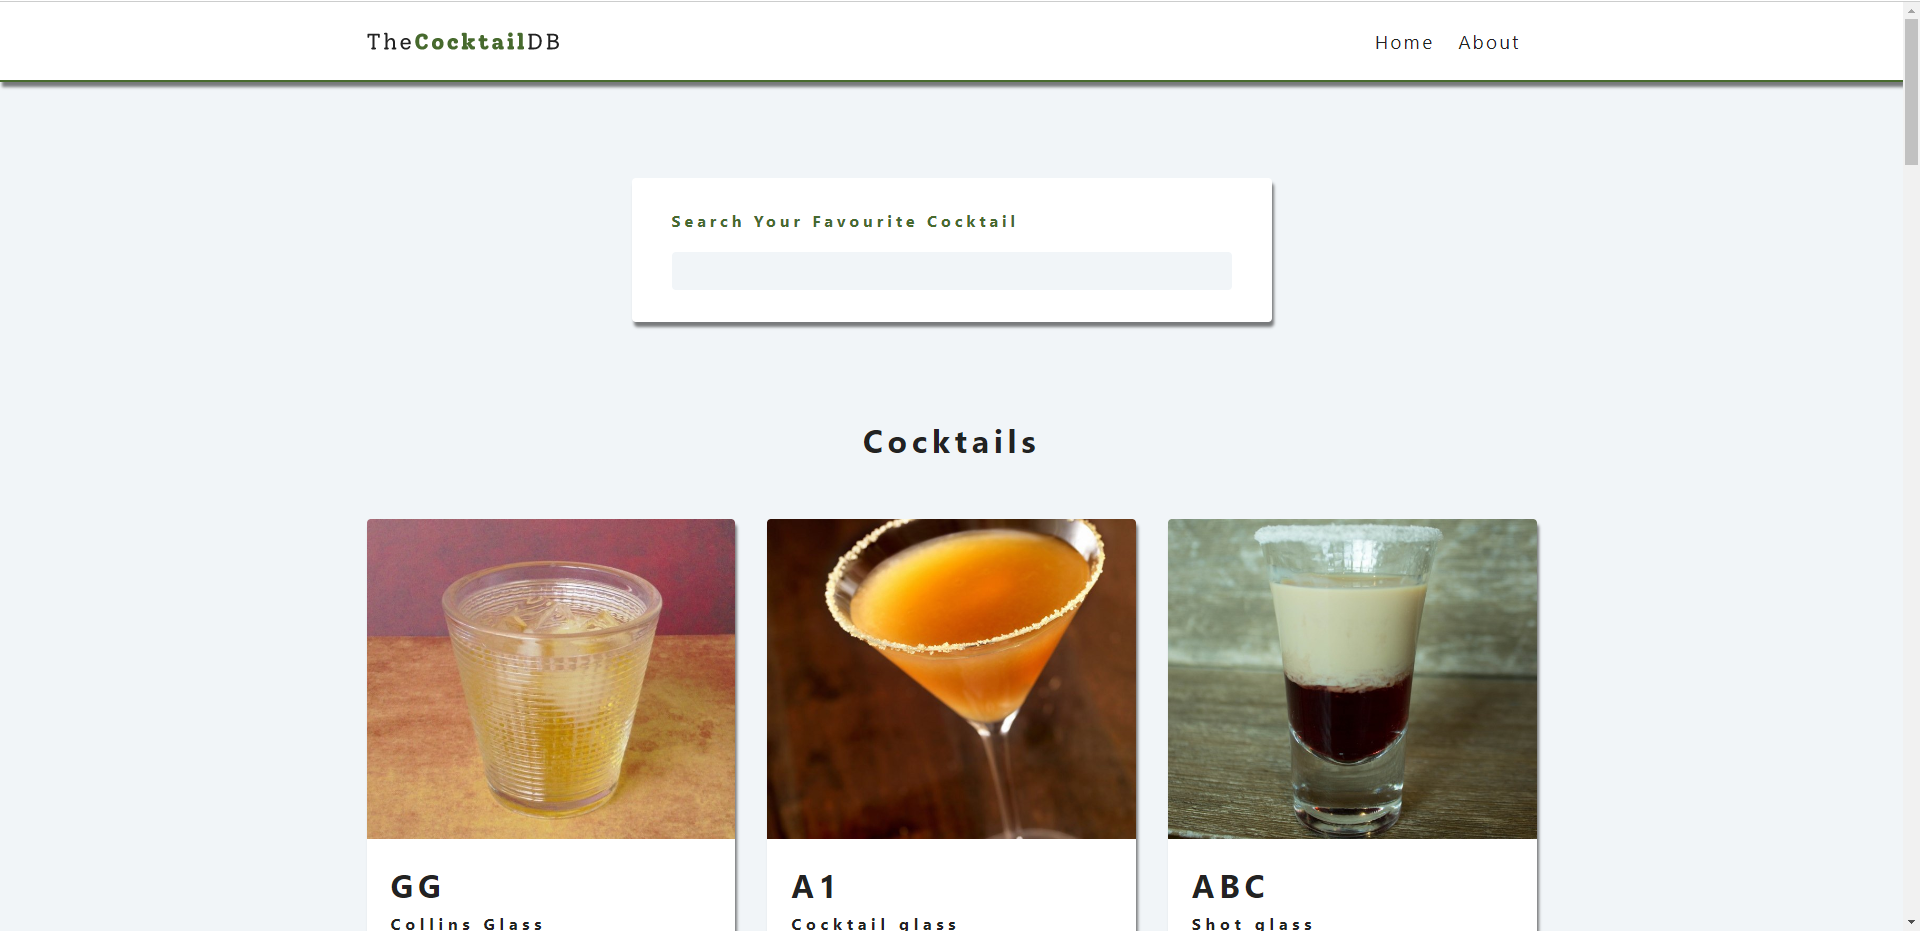 TheCocktailDB
Home About
Search Your Favourite Cocktail
Cocktails
GG
Collins Glass
A1
Cocktail glass
ABC
Shot glass